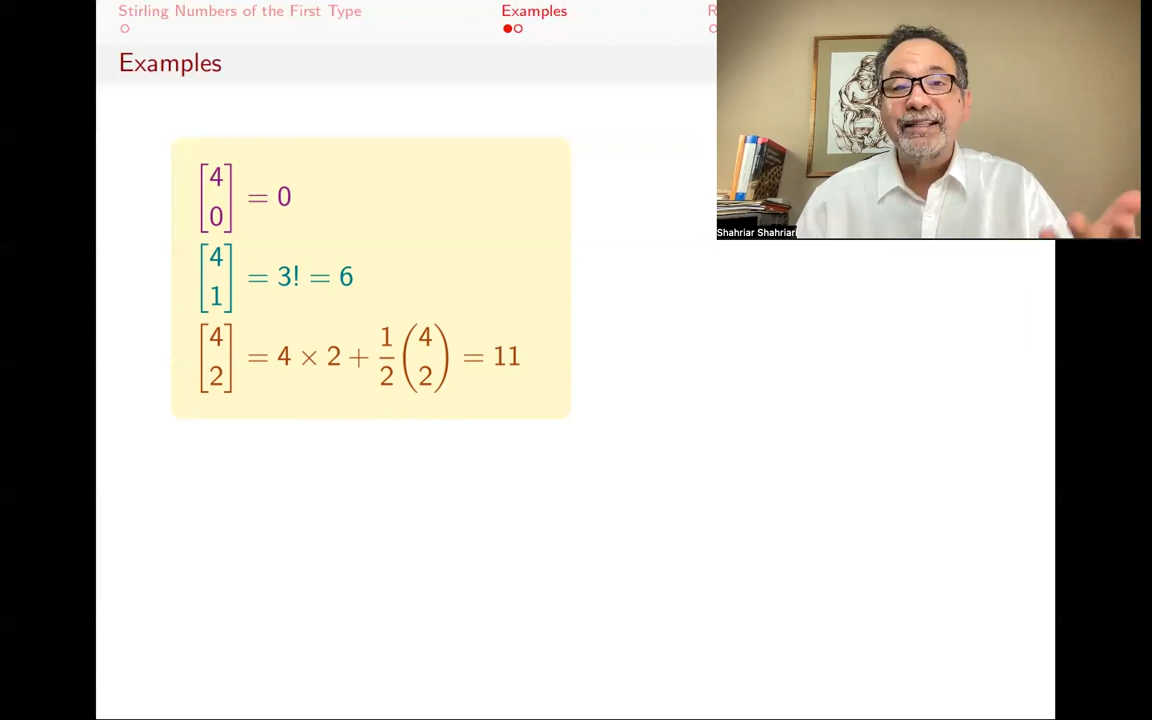 Stirling Numbers of the First Type Examples R
Examples
[4 0] = 0
[4 1] = 3! = 6
[4 2] = 4 × 2 + 1/2 (4 2) = 11
Shahriar Shahriari